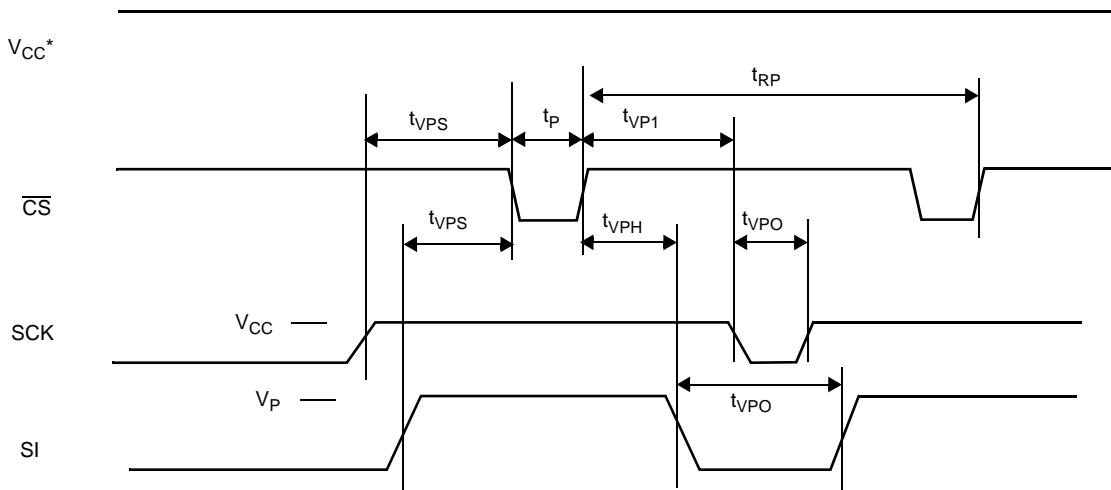 V_CC*
t_RP
t_VPS
t_P
t_VP1
CS
t_VPS
t_VPH
t_VPO
V_CC
SCK
V_P
t_VPO
SI